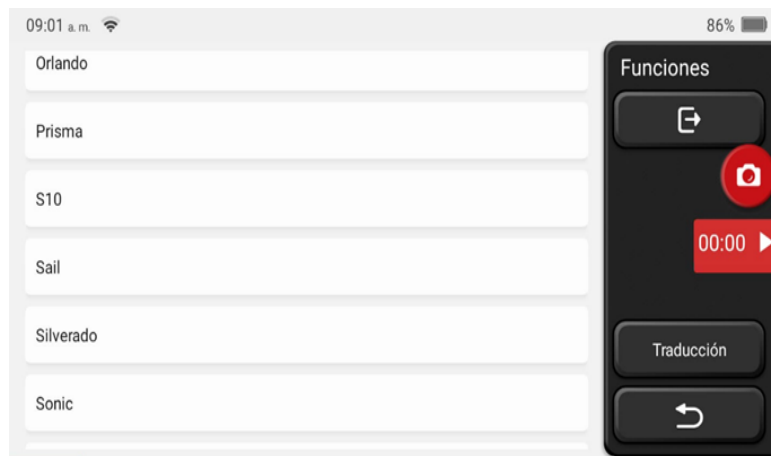 09:01 a. m.
86%
Orlando
Prisma
S10
Sail
Silverado
Sonic
Funciones
00:00
Traducción